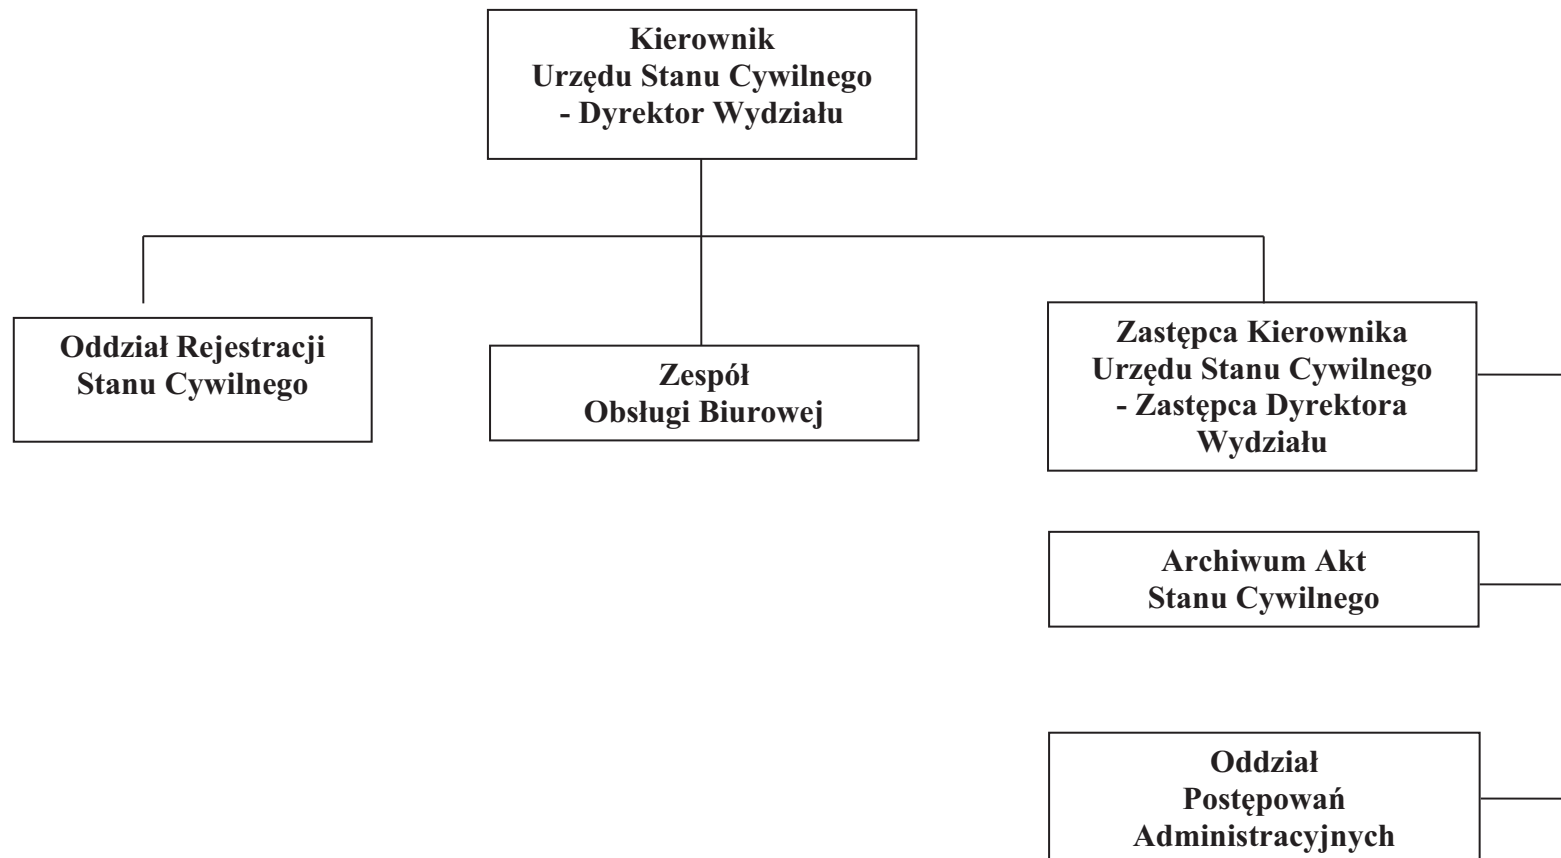 Kierownik
Urzędu Stanu Cywilnego
- Dyrektor Wydziału
Oddział Rejestracji
Stanu Cywilnego
Zespół
Obsługi Biurowej
Zastępca Kierownika
Urzędu Stanu Cywilnego
- Zastępca Dyrektora
Wydziału
Archiwum Akt
Stanu Cywilnego
Oddział
Postępowań
Administracyjnych